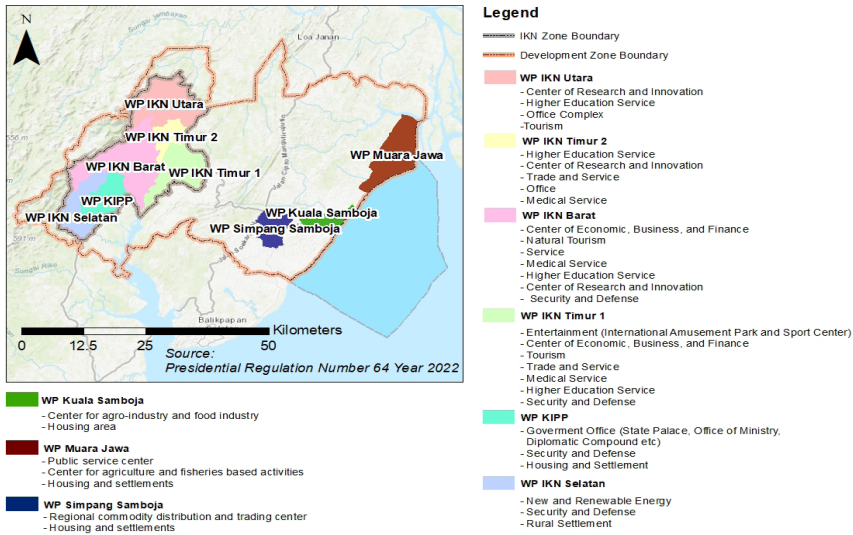 N
Sungai Jembayan
Loa Janan
WP IKN Utara
WP IKN Timur 2
WP IKN Barat
WP IKN Timur 1
WP Muara Jawa
WP KIPP
WP Kuala Samboja
WP IKN Selatan
WP Simpang Samboja
591 m
Sungai Riko
Balikpapan
Kilometers
0 12.5 25 50
Source:
Presidential Regulation Number 64 Year 2022
WP Kuala Samboja
- Center for agro-industry and food industry
- Housing area
WP Muara Jawa
- Public service center
- Center for agriculture and fisheries based activities
- Housing and settlements
WP Simpang Samboja
- Regional commodity distribution and trading center
- Housing and settlements
Legend
IKN Zone Boundary
Development Zone Boundary
WP IKN Utara
- Center of Research and Innovation
- Higher Education Service
- Office Complex
-Tourism
WP IKN Timur 2
- Higher Education Service
- Center of Research and Innovation
- Trade and Service
- Office
- Medical Service
WP IKN Barat
- Center of Economic, Business, and Finance
- Natural Tourism
- Service
- Medical Service
- Higher Education Service
- Center of Research and Innovation
- Security and Defense
WP IKN Timur 1
- Entertainment (International Amusement Park and Sport Center)
- Center of Economic, Business, and Finance
- Tourism
- Trade and Service
- Medical Service
- Higher Education Service
- Security and Defense
WP KIPP
- Goverment Office (State Palace, Office of Ministry,
Diplomatic Compound etc)
- Security and Defense
- Housing and Settlement
WP IKN Selatan
- New and Renewable Energy
- Security and Defense
- Rural Settlement